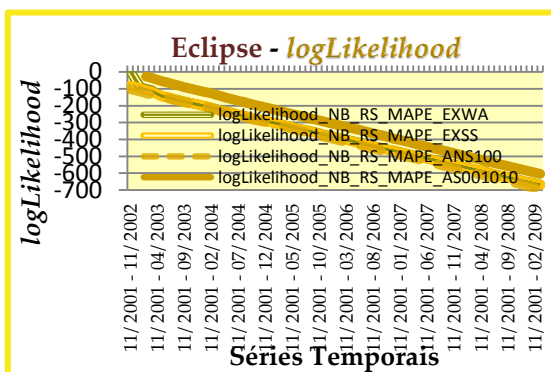 Eclipse - logLikelihood
logLikelihood
0
-100
-200
-300
-400
-500
-600
-700
logLikelihood_NB_RS_MAPE_EXWA
logLikelihood_NB_RS_MAPE_EXSS
logLikelihood_NB_RS_MAPE_ANS100
logLikelihood_NB_RS_MAPE_AS001010
11/2001 - 11/2002
11/2001 - 04/2003
11/2001 - 09/2003
11/2001 - 02/2004
11/2001 - 07/2004
11/2001 - 12/2004
11/2001 - 05/2005
11/2001 - 10/2005
11/2001 - 03/2006
11/2001 - 08/2006
11/2001 - 01/2007
11/2001 - 06/2007
11/2001 - 11/2007
11/2001 - 04/2008
11/2001 - 09/2008
11/2001 - 02/2009
Séries Temporais